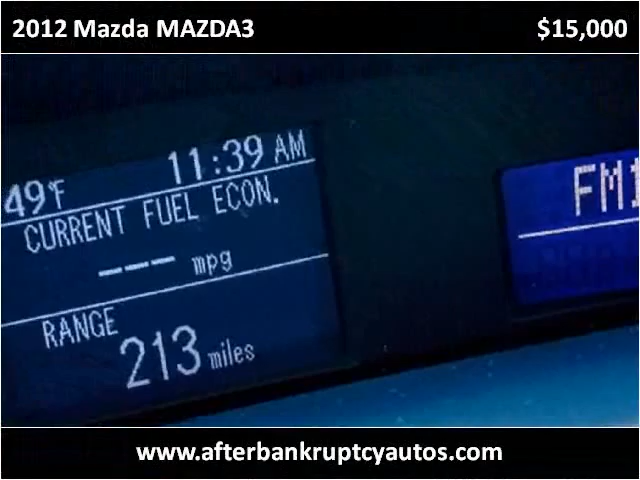 2012 Mazda MAZDA3 $15,000
49°F 11:39 AM
CURRENT FUEL ECON.
---- mpg
RANGE
213 miles
FM1
www.afterbankruptcyautos.com